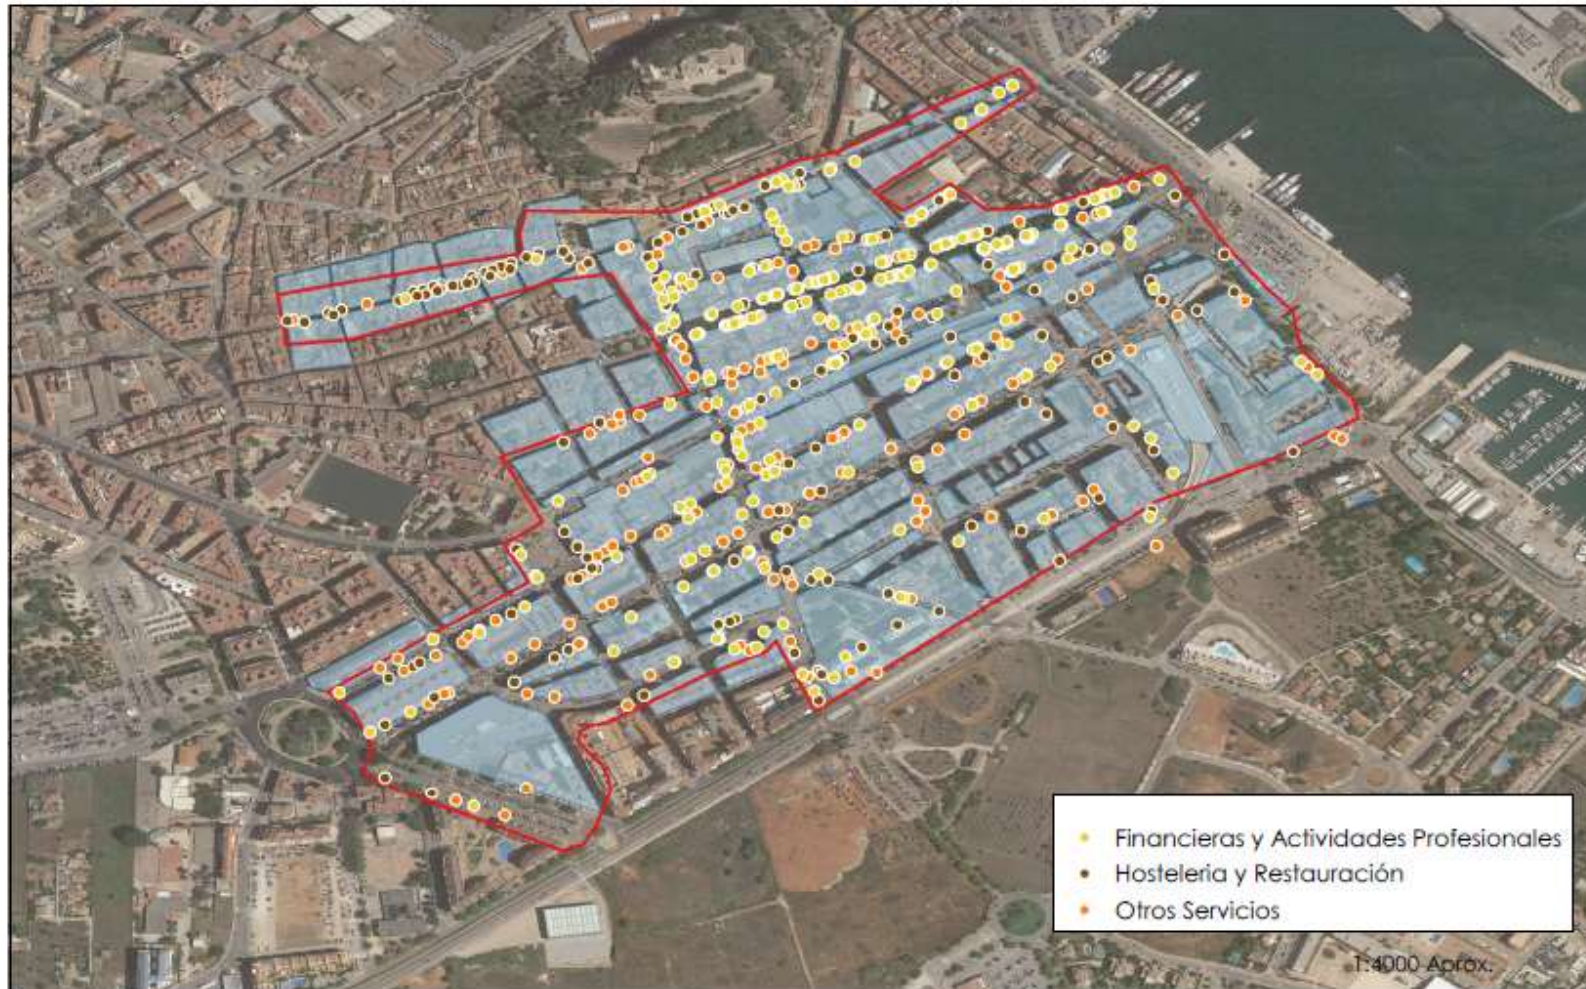 Financieras y Actividades Profesionales
Hosteleria y Restauración
Otros Servicios
1:4000 Aprox.